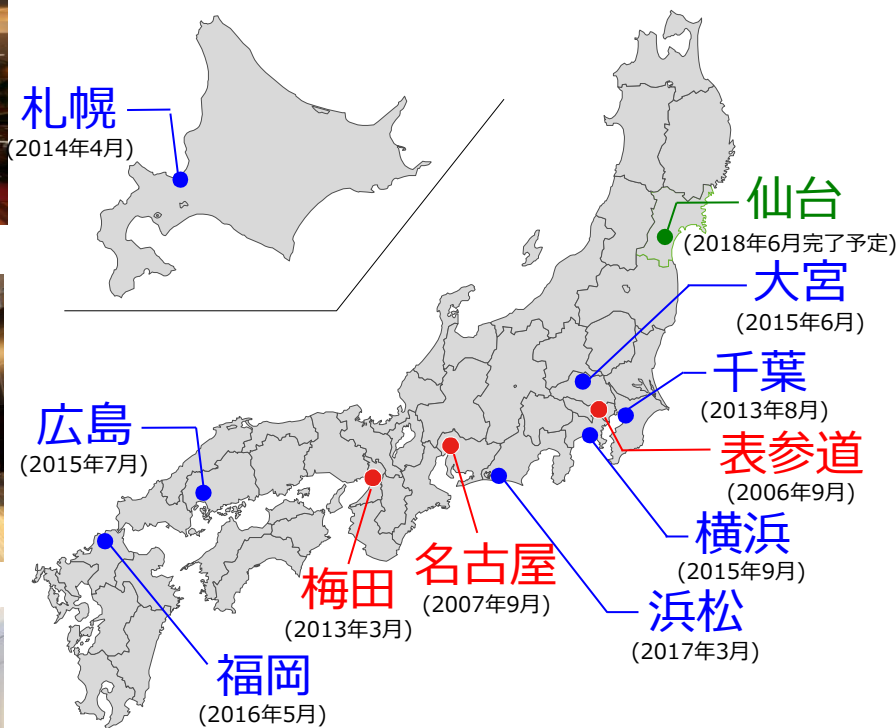 札幌
(2014年4月)
仙台
(2018年6月完了予定)
大宮
(2015年6月)
千葉
(2013年8月)
広島
(2015年7月)
表参道
(2006年9月)
横浜
(2015年9月)
名古屋
(2007年9月)
梅田
(2013年3月)
浜松
(2017年3月)
福岡
(2016年5月)